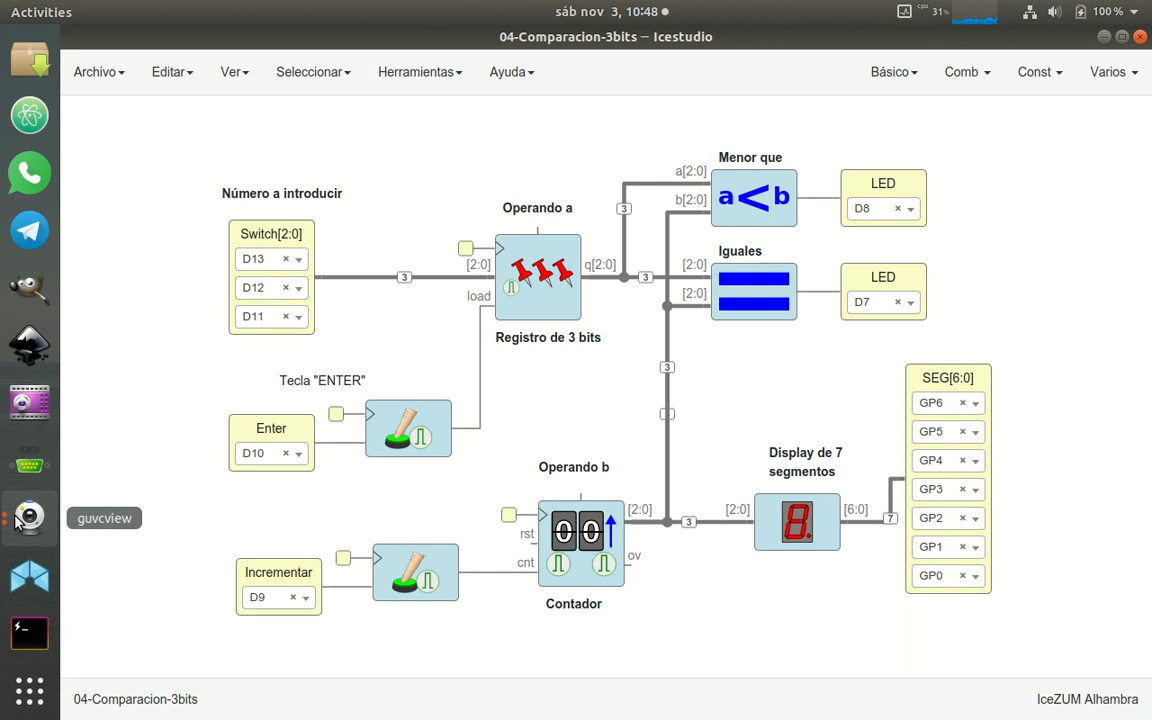 Activities
sáb nov 3, 10:48
cpu
31%
100 %
04-Comparacion-3bits — Icestudio
Archivo
Editar
Ver
Seleccionar
Herramientas
Ayuda
Básico
Comb
Const
Varios
Número a introducir
Switch[2:0]
D13
D12
D11
3
Operando a
[2:0]
load
q[2:0]
Registro de 3 bits
3
3
Menor que
a[2:0]
b[2:0]
a<b
LED
D8
Iguales
[2:0]
[2:0]
LED
D7
3
Tecla "ENTER"
Enter
D10
Operando b
rst
cnt
00
[2:0]
ov
Contador
Incrementar
D9
3
Display de 7
segmentos
[2:0]
8.
[6:0]
7
SEG[6:0]
GP6
GP5
GP4
GP3
GP2
GP1
GP0
guvcview
04-Comparacion-3bits
IceZUM Alhambra